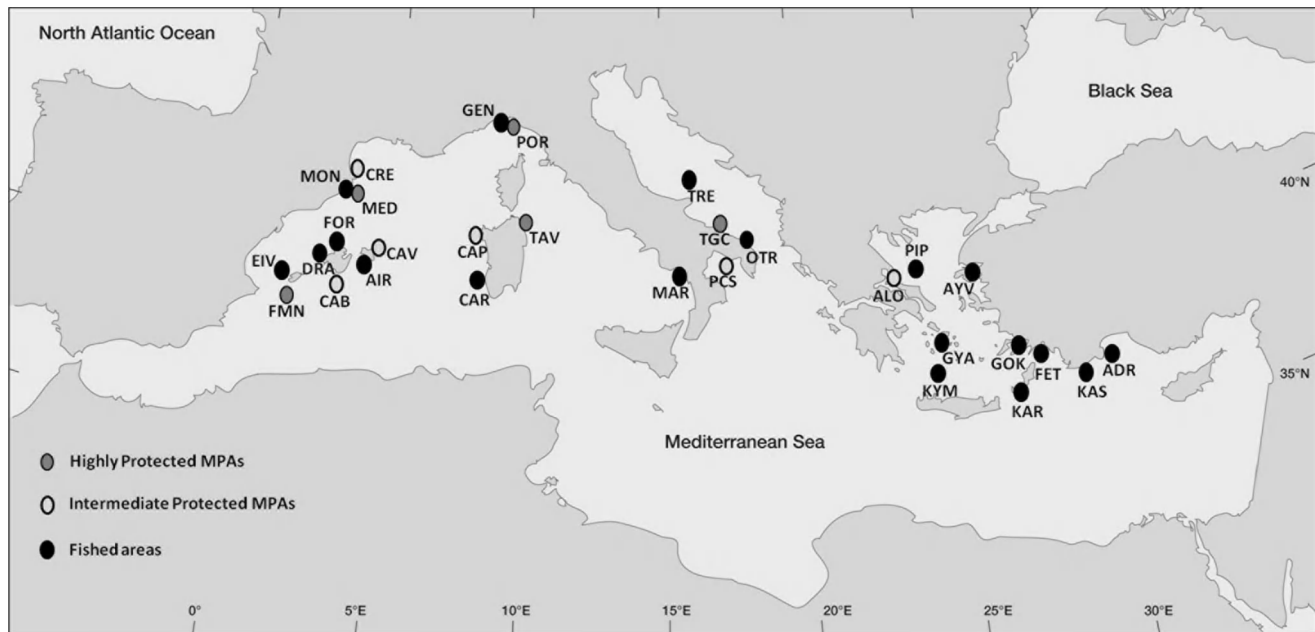 North Atlantic Ocean
Black Sea
GEN
POR
MON
CRE
MED
40°N
TRE
FOR
CAV
TAV
TGC
OTR
EIV
DRA
AIR
CAP
PIP
CAB
FMN
CAR
MAR
PCS
ALO
AYV
GYA
GOK
FET
ADR
35°N
KYM
KAR
KAS
Mediterranean Sea
Highly Protected MPAs
Intermediate Protected MPAs
Fished areas
0°
5°E
10°E
15°E
20°E
25°E
30°E